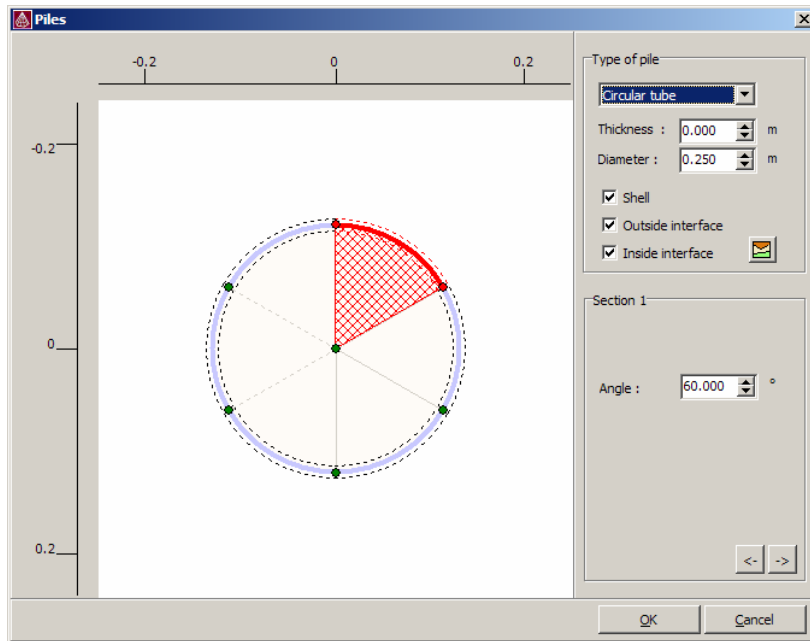 Piles
-0.2 0 0.2
-0.2
0
0.2
Type of pile
Circular tube
Thickness : 0.000 m
Diameter : 0.250 m
Shell
Outside interface
Inside interface
Section 1
Angle : 60.000 °
<- ->
OK Cancel